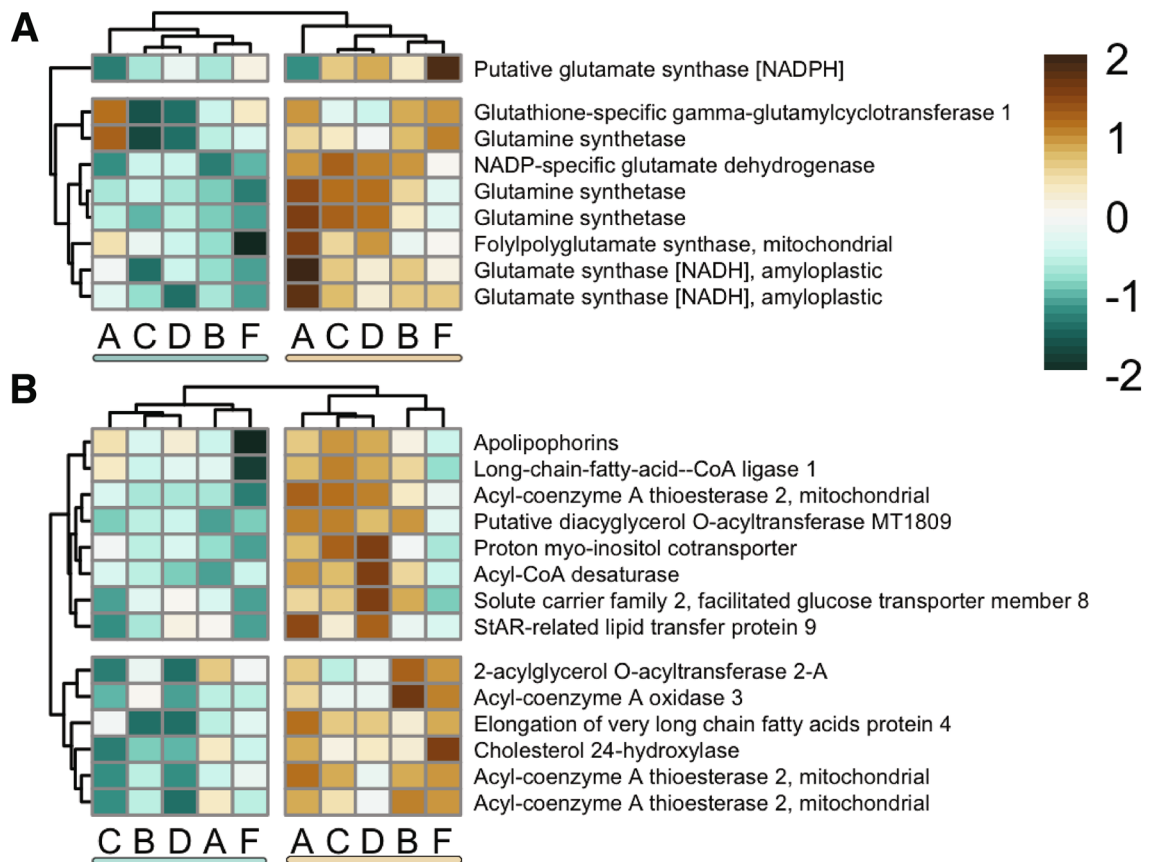 A
Putative glutamate synthase [NADPH]
Glutathione-specific gamma-glutamylcyclotransferase 1
Glutamine synthetase
NADP-specific glutamate dehydrogenase
Glutamine synthetase
Glutamine synthetase
Folylpolyglutamate synthase, mitochondrial
Glutamate synthase [NADH], amyloplastic
Glutamate synthase [NADH], amyloplastic
A C D B F A C D B F
2
1
0
-1
-2
B
Apolipophorins
Long-chain-fatty-acid--CoA ligase 1
Acyl-coenzyme A thioesterase 2, mitochondrial
Putative diacyglycerol O-acyltransferase MT1809
Proton myo-inositol cotransporter
Acyl-CoA desaturase
Solute carrier family 2, facilitated glucose transporter member 8
StAR-related lipid transfer protein 9
2-acylglycerol O-acyltransferase 2-A
Acyl-coenzyme A oxidase 3
Elongation of very long chain fatty acids protein 4
Cholesterol 24-hydroxylase
Acyl-coenzyme A thioesterase 2, mitochondrial
Acyl-coenzyme A thioesterase 2, mitochondrial
C B D A F A C D B F